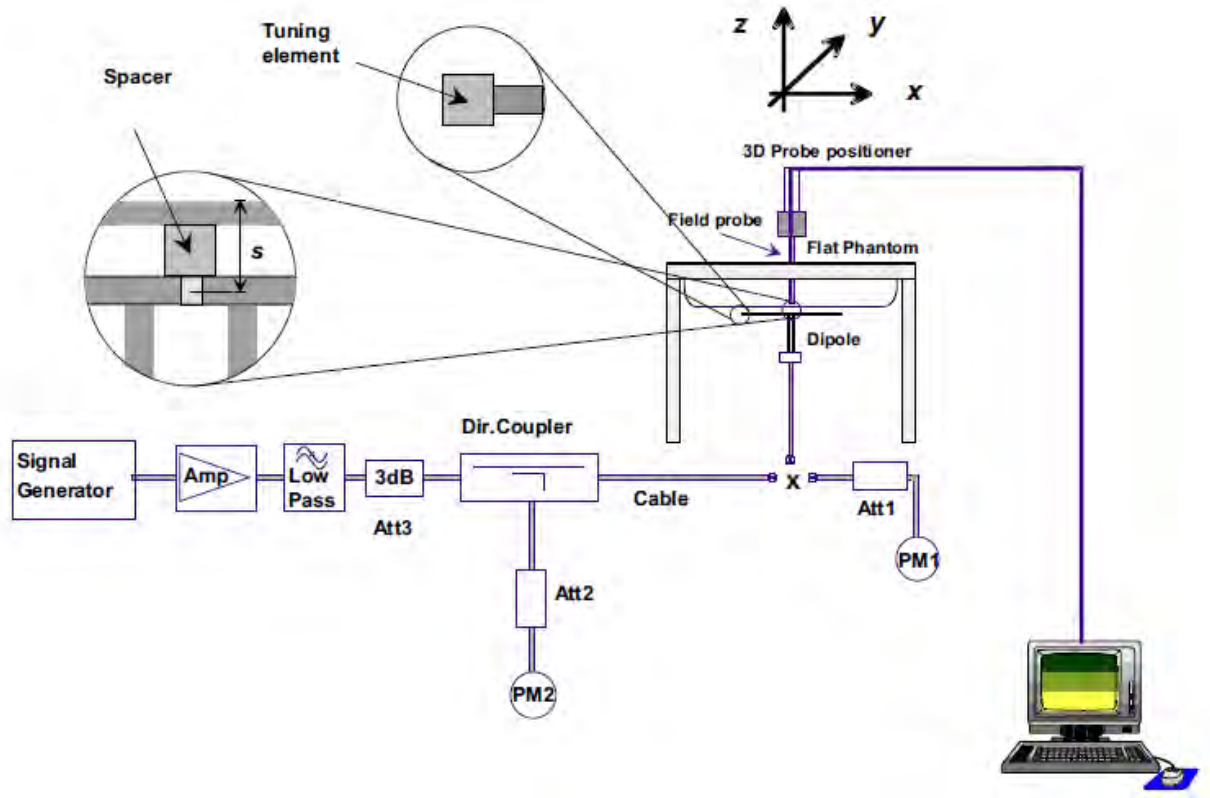 Tuning
element
Spacer
s
z
y
x
3D Probe positioner
Field probe
Flat Phantom
Dipole
Dir.Coupler
Signal
Generator
Amp
Low
Pass
3dB
Att3
Cable
x
Att1
PM1
Att2
PM2